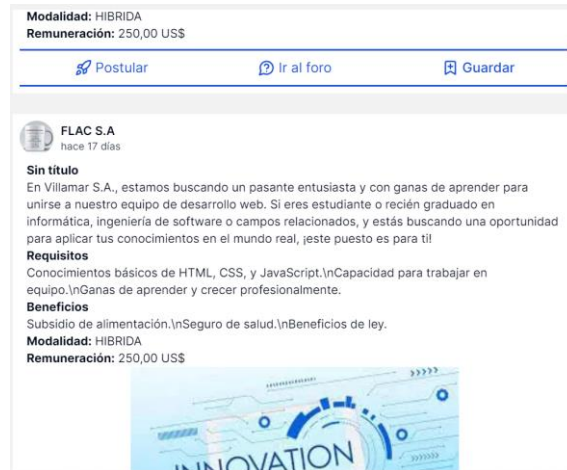 Modalidad: HIBRIDA
Remuneración: 250,00 US$
Postular
Ir al foro
Guardar
FLAC S.A
hace 17 días
Sin título
En Villamar S.A., estamos buscando un pasante entusiasta y con ganas de aprender para
unirse a nuestro equipo de desarrollo web. Si eres estudiante o recién graduado en
informática, ingeniería de software o campos relacionados, y estás buscando una oportunidad
para aplicar tus conocimientos en el mundo real, ¡este puesto es para ti!
Requisitos
Conocimientos básicos de HTML, CSS, y JavaScript.\nCapacidad para trabajar en
equipo.\nGanas de aprender y crecer profesionalmente.
Beneficios
Subsidio de alimentación.\nSeguro de salud.\nBeneficios de ley.
Modalidad: HIBRIDA
Remuneración: 250,00 US$
INNOVATION